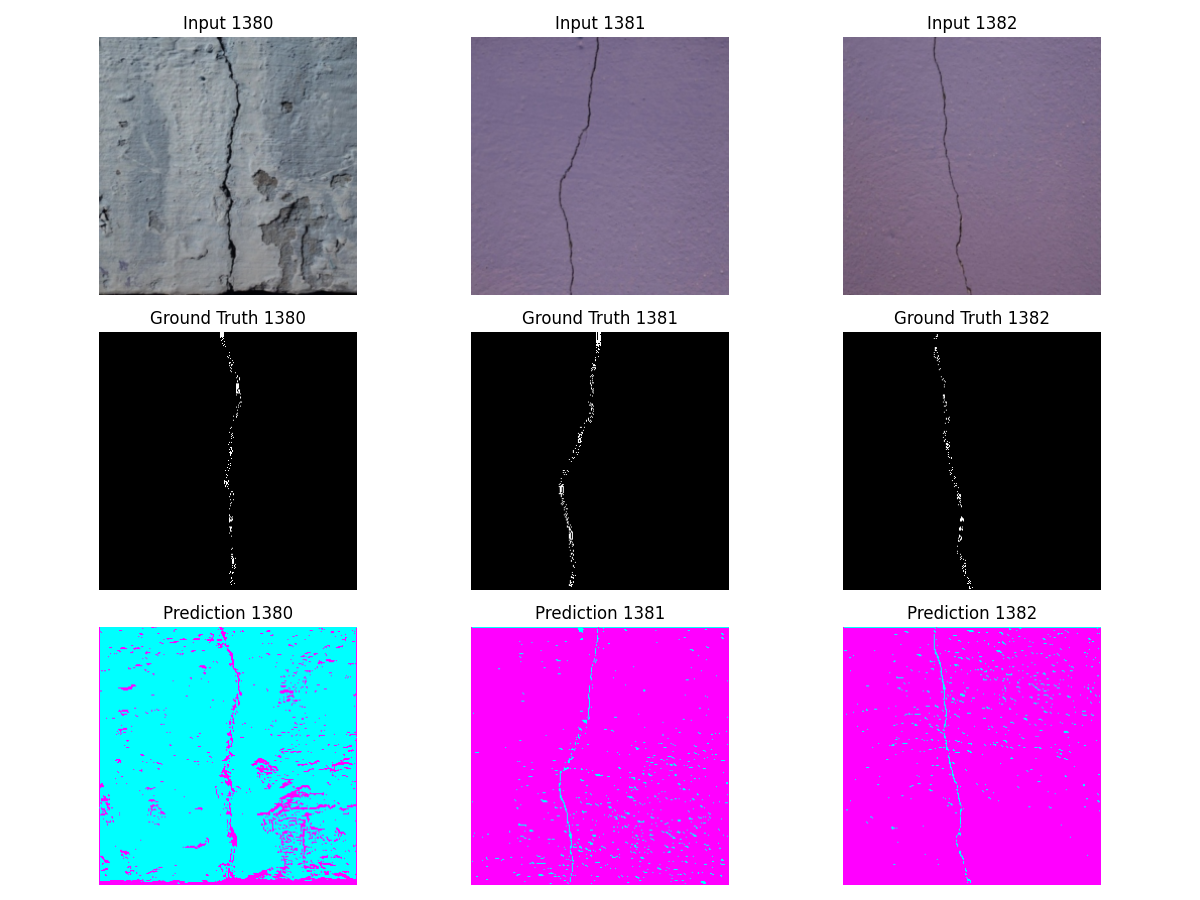 Input 1380
Input 1381
Input 1382
Ground Truth 1380
Ground Truth 1381
Ground Truth 1382
Prediction 1380
Prediction 1381
Prediction 1382